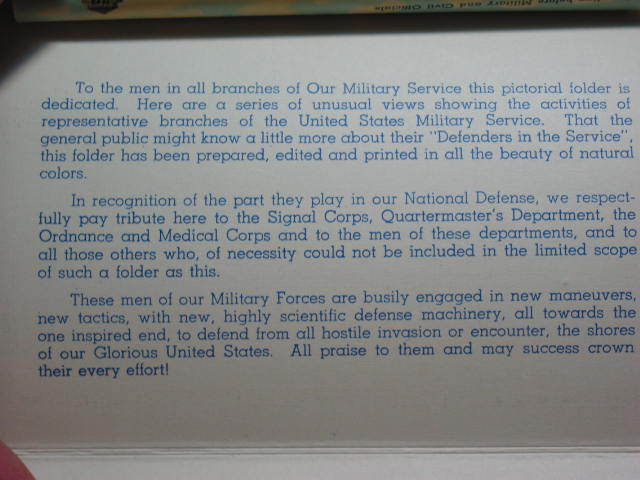 before Military and Civil Officials
To the men in all branches of Our Military Service this pictorial folder is
dedicated. Here are a series of unusual views showing the activities of
representative branches of the United States Military Service. That the
general public might know a little more about their "Defenders in the Service",
this folder has been prepared, edited and printed in all the beauty of natural
colors.
In recognition of the part they play in our National Defense, we respect-
fully pay tribute here to the Signal Corps, Quartermaster's Department, the
Ordnance and Medical Corps and to the men of these departments, and to
all those others who, of necessity could not be included in the limited scope
of such a folder as this.
These men of our Military Forces are busily engaged in new maneuvers,
new tactics, with new, highly scientific defense machinery, all towards the
one inspired end, to defend from all hostile invasion or encounter, the shores
of our Glorious United States. All praise to them and may success crown
their every effort!